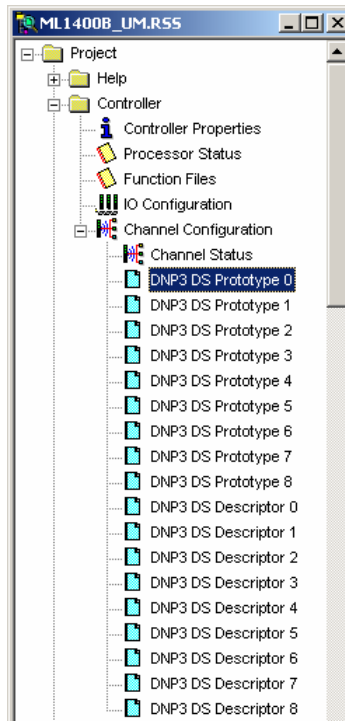 ML1400B_UM.RSS
Project
Help
Controller
Controller Properties
Processor Status
Function Files
IO Configuration
Channel Configuration
Channel Status
DNP3 DS Prototype 0
DNP3 DS Prototype 1
DNP3 DS Prototype 2
DNP3 DS Prototype 3
DNP3 DS Prototype 4
DNP3 DS Prototype 5
DNP3 DS Prototype 6
DNP3 DS Prototype 7
DNP3 DS Prototype 8
DNP3 DS Descriptor 0
DNP3 DS Descriptor 1
DNP3 DS Descriptor 2
DNP3 DS Descriptor 3
DNP3 DS Descriptor 4
DNP3 DS Descriptor 5
DNP3 DS Descriptor 6
DNP3 DS Descriptor 7
DNP3 DS Descriptor 8